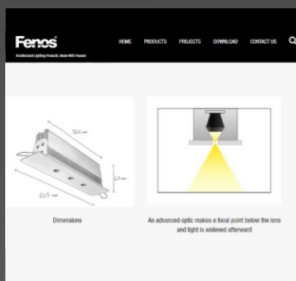 Fenos
HOME PRODUCTS PROJECTS DOWNLOAD CONTACT US
Architectural Lighting Products, Made With Passion
Dimensions
An advanced optic makes a focal point below the lens
and light is widened afterward